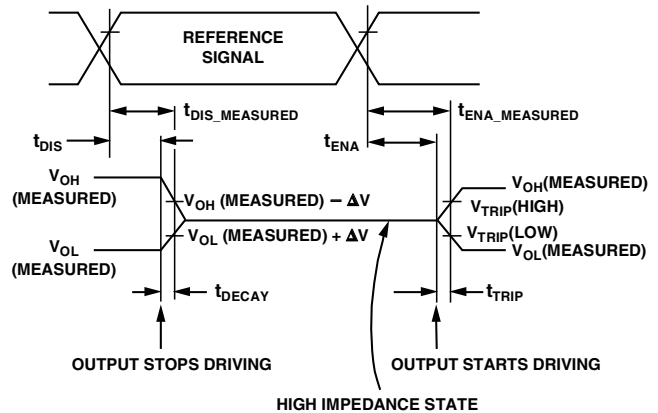 REFERENCE
SIGNAL
tDIS_MEASURED
tENA_MEASURED
tDIS
tENA
VOH
(MEASURED)
VOH (MEASURED) – ΔV
VOH(MEASURED)
VTRIP(HIGH)
VOL (MEASURED) + ΔV
VTRIP(LOW)
VOL
(MEASURED)
VOL(MEASURED)
tDECAY
tTRIP
OUTPUT STOPS DRIVING
OUTPUT STARTS DRIVING
HIGH IMPEDANCE STATE